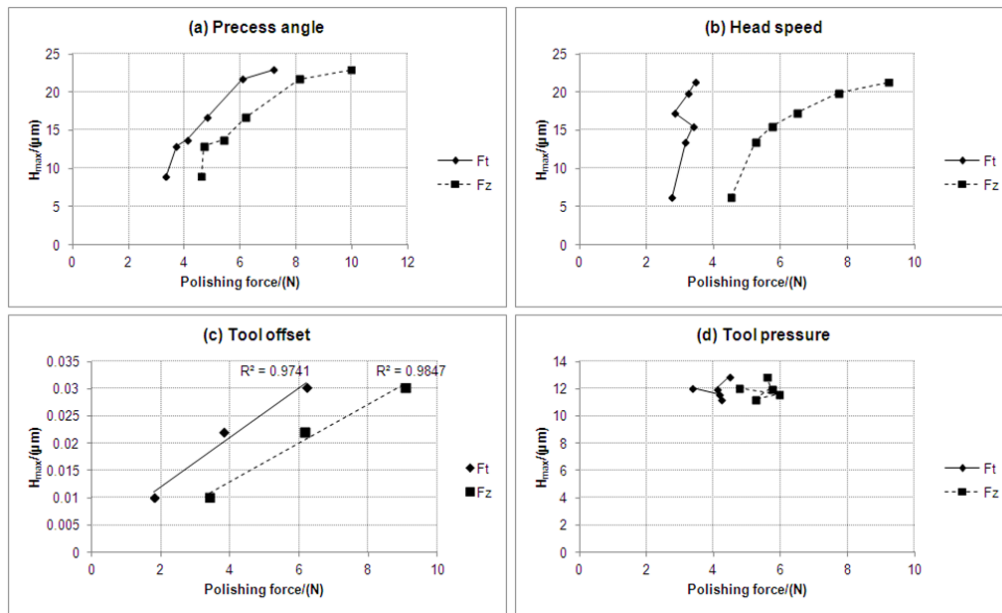 (a) Precess angle
25
20
15
10
5
0
0 2 4 6 8 10 12
Hmax/(µm)
Polishing force/(N)
Ft
Fz
(b) Head speed
25
20
15
10
5
0
0 2 4 6 8 10
Hmax/(µm)
Polishing force/(N)
Ft
Fz
(c) Tool offset
R² = 0.9741 R² = 0.9847
0.035
0.03
0.025
0.02
0.015
0.01
0.005
0
0 2 4 6 8 10
Hmax/(µm)
Polishing force/(N)
Ft
Fz
(d) Tool pressure
14
12
10
8
6
4
2
0
0 2 4 6 8 10
Hmax/(µm)
Polishing force/(N)
Ft
Fz